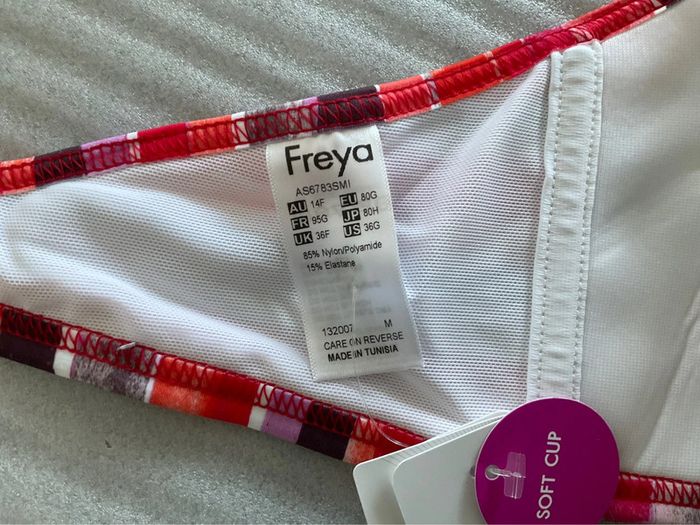 Freya
AS6783SMI
AU 14F EU 80G
FR 95G JP 80H
UK 36F US 36G
85% Nylon/Polyamide
15% Elastane
132007 M
CARE ON REVERSE
MADE IN TUNISIA
SOFT CUP